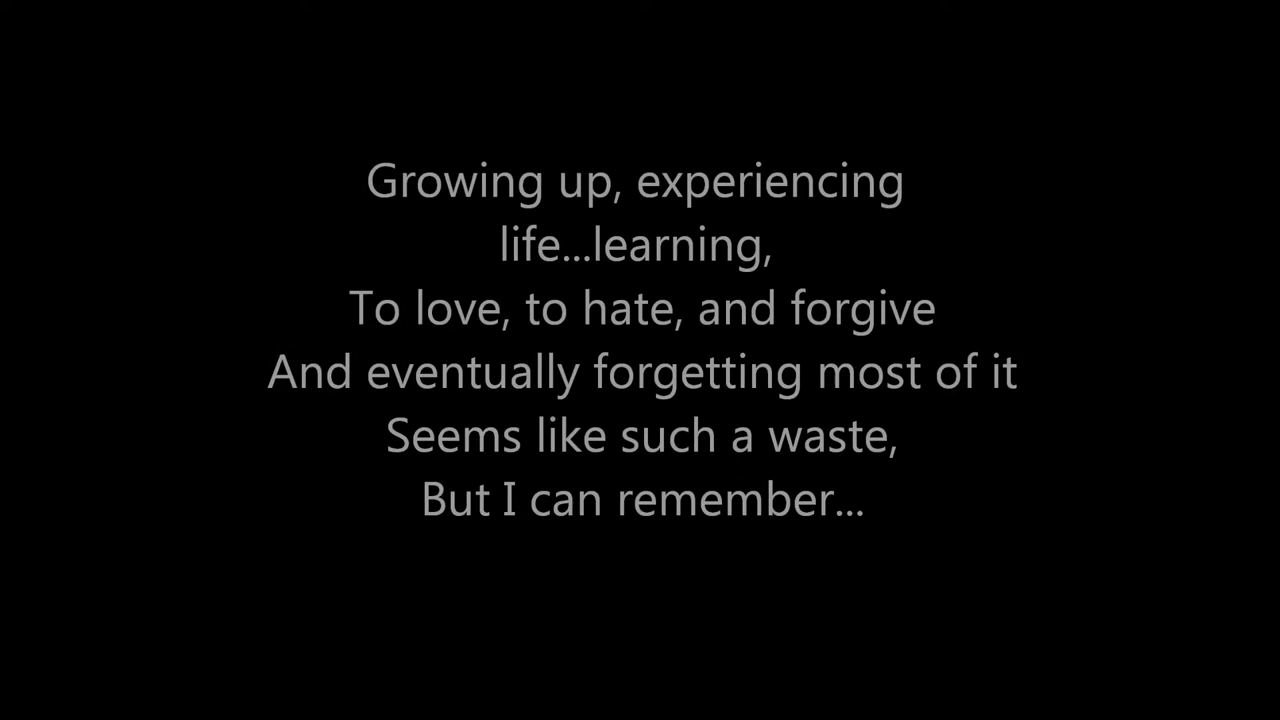 Growing up, experiencing
life...learning,
To love, to hate, and forgive
And eventually forgetting most of it
Seems like such a waste,
But I can remember...